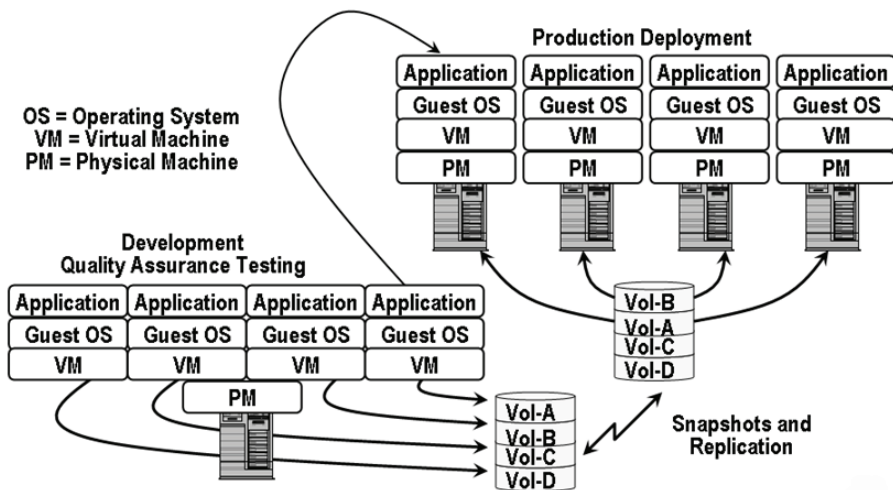 Production Deployment
Application Application Application Application
Guest OS Guest OS Guest OS Guest OS
VM VM VM VM
PM PM PM PM
OS = Operating System
VM = Virtual Machine
PM = Physical Machine
Development
Quality Assurance Testing
Application Application Application Application
Guest OS Guest OS Guest OS Guest OS
VM VM VM VM
PM
Vol-B
Vol-A
Vol-C
Vol-D
Vol-A
Vol-B
Vol-C
Vol-D
Snapshots and
Replication